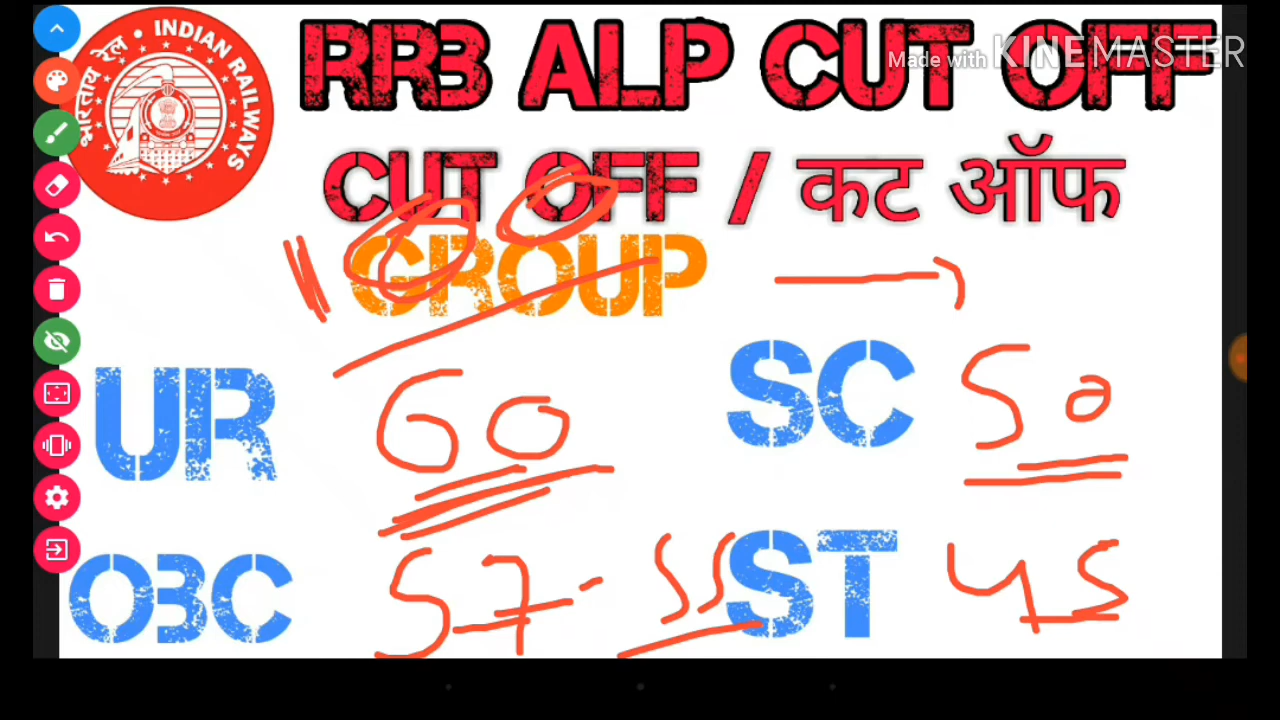 भारतीय रेल • INDIAN RAILWAYS
RRB ALP CUT OFF
Made with KINEMASTER
CUT OFF / कट ऑफ
GROUP
UR 60 SC 50
OBC 57-55 ST 45